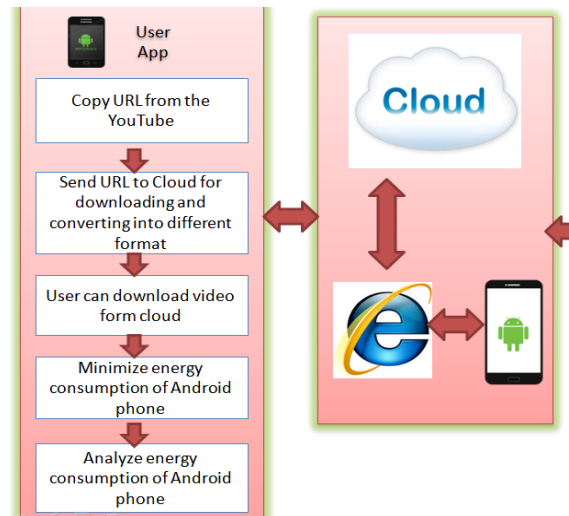 User
App
Copy URL from the
YouTube
Send URL to Cloud for
downloading and
converting into different
format
User can download video
form cloud
Minimize energy
consumption of Android
phone
Analyze energy
consumption of Android
phone
Cloud